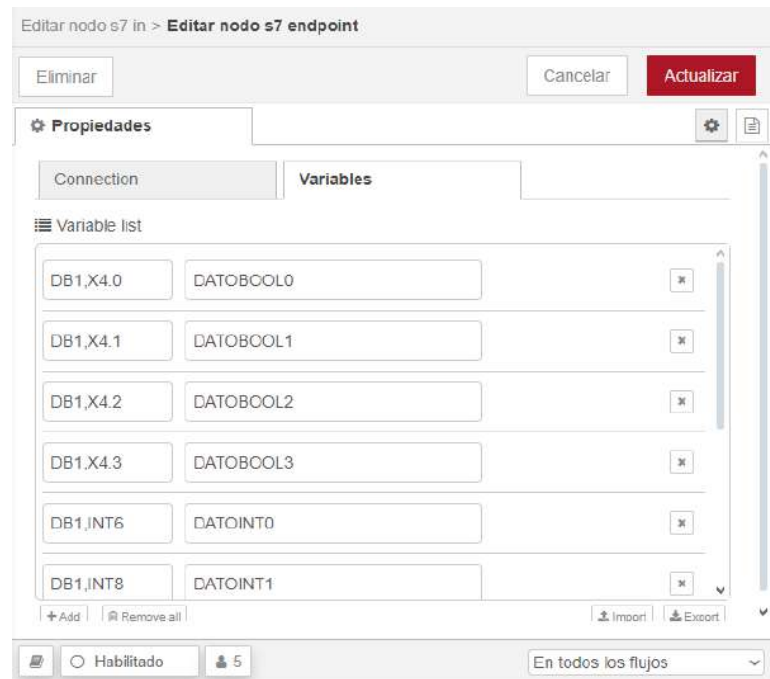 Editar nodo s7 in > Editar nodo s7 endpoint
Eliminar Cancelar Actualizar
Propiedades
Connection Variables
Variable list
DB1,X4.0 DATOBOOL0
DB1,X4.1 DATOBOOL1
DB1,X4.2 DATOBOOL2
DB1,X4.3 DATOBOOL3
DB1,INT6 DATOINT0
DB1,INT8 DATOINT1
+ Add Remove all Import Export
Habilitado 5 En todos los flujos